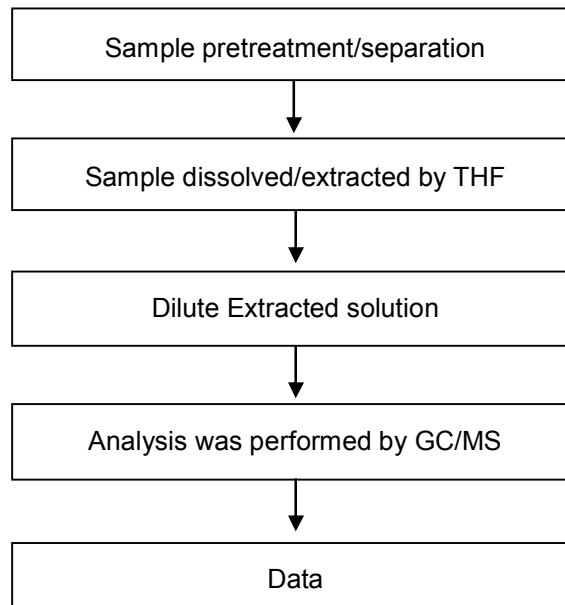 Sample pretreatment/separation
Sample dissolved/extracted by THF
Dilute Extracted solution
Analysis was performed by GC/MS
Data